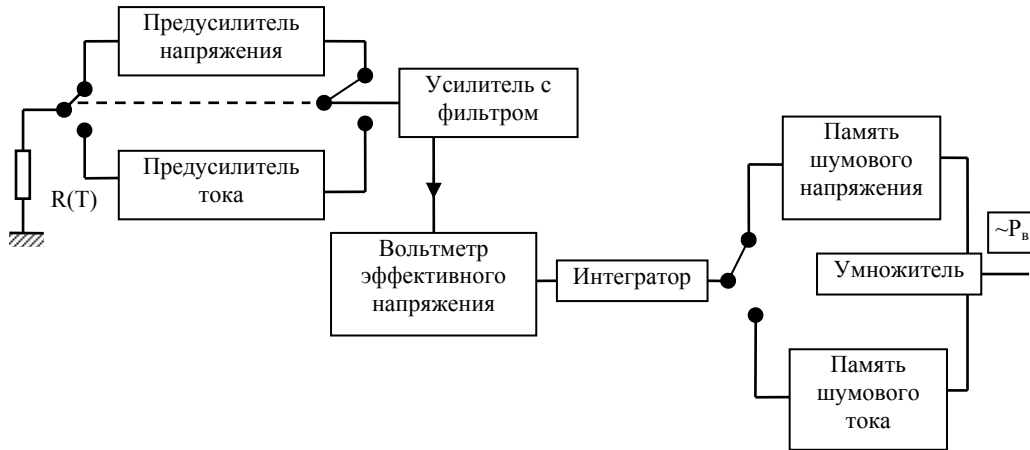 Предусилитель
напряжения
Усилитель с
фильтром
Предусилитель
тока
R(T)
Вольтметр
эффективного
напряжения
Интегратор
Память
шумового
напряжения
~Pв
Умножитель
Память
шумового
тока